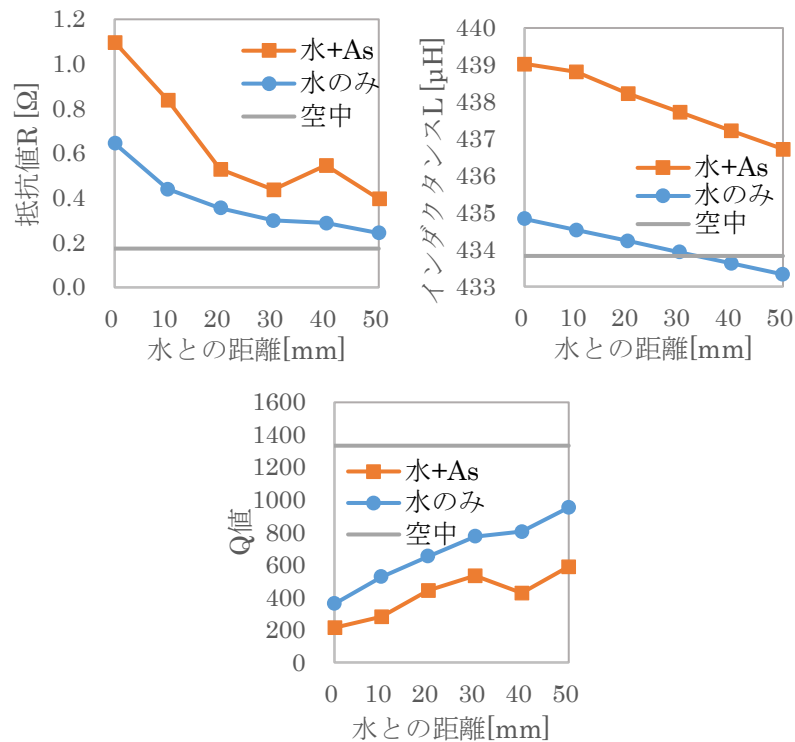 抵抗値R [Ω]
1.2
1.0
0.8
0.6
0.4
0.2
0.0
水+As
水のみ
空中
0 10 20 30 40 50
水との距離[mm]
インダクタンスL [µH]
440
439
438
437
436
435
434
433
水+As
水のみ
空中
0 10 20 30 40 50
水との距離[mm]
Q値
1600
1400
1200
1000
800
600
400
200
0
水+As
水のみ
空中
0 10 20 30 40 50
水との距離[mm]